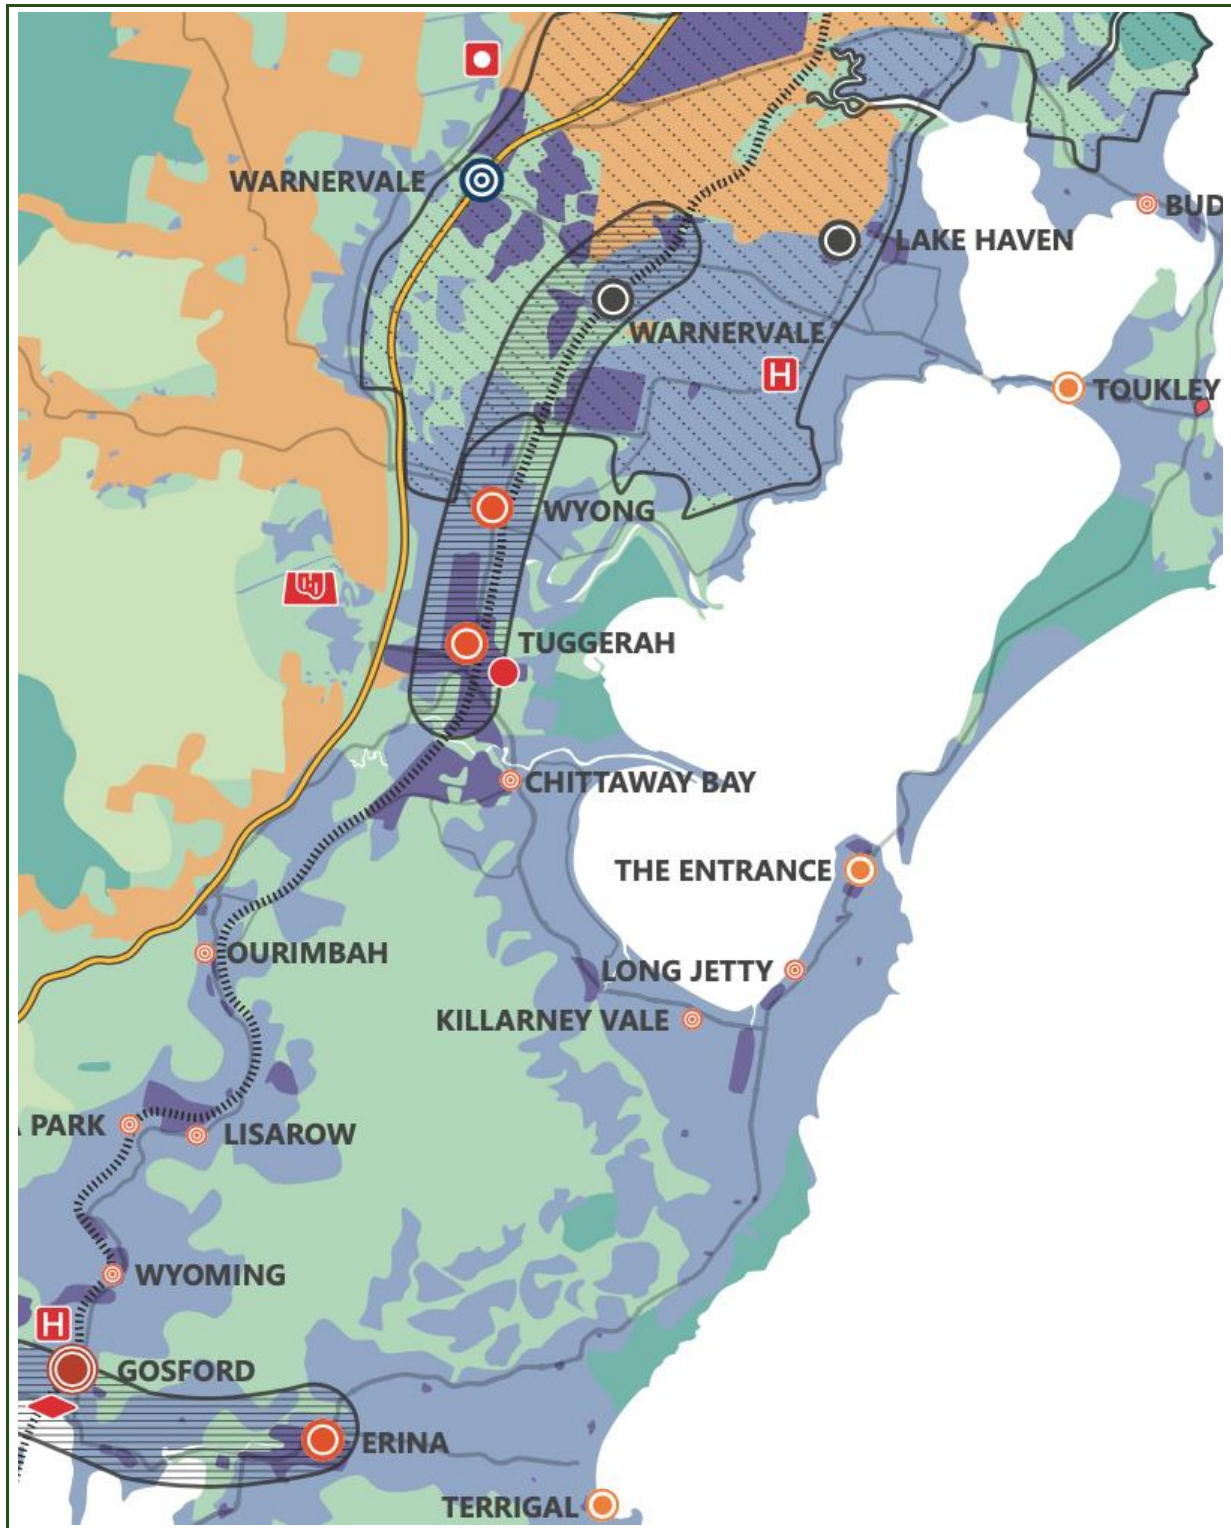 WARNERVALE
BUD
LAKE HAVEN
WARNERVALE
H
TOUKLEY
WYONG
TUGGERAH
CHITTAWAY BAY
THE ENTRANCE
OURIMBAH
LONG JETTY
KILLARNEY VALE
PARK
LISAROW
WYOMING
H
GOSFORD
ERINA
TERRIGAL